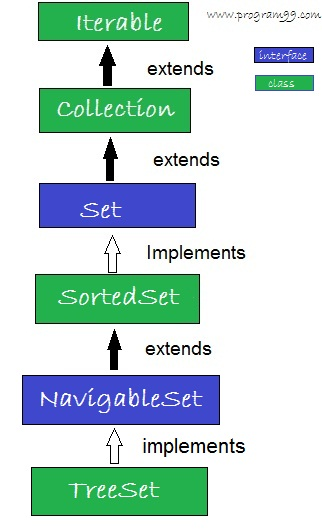 www.program99.com
Iterable
interface
class
extends
Collection
extends
Set
Implements
SortedSet
extends
NavigableSet
implements
TreeSet